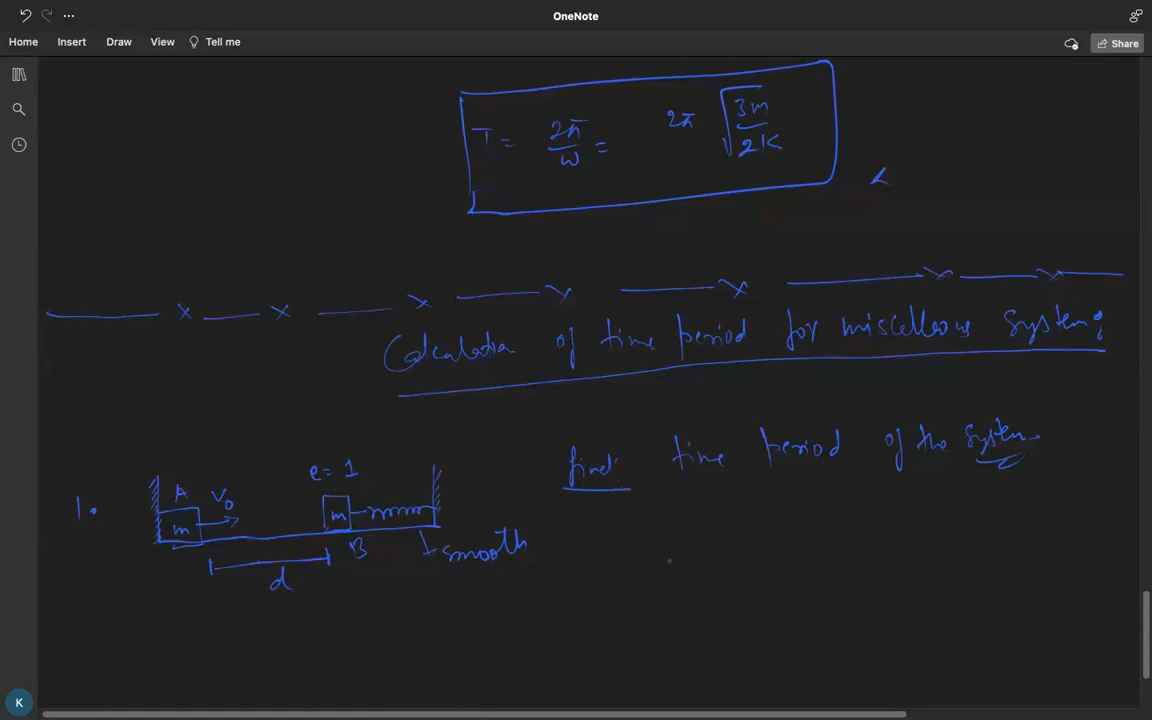 OneNote
Home Insert Draw View Tell me
Share
T = 2π/ω = 2π √(3m/2K)
Calculation of time period for miscelleous system:
find: time period of the system
1. A m V0 e = 1 m B smooth
d
K